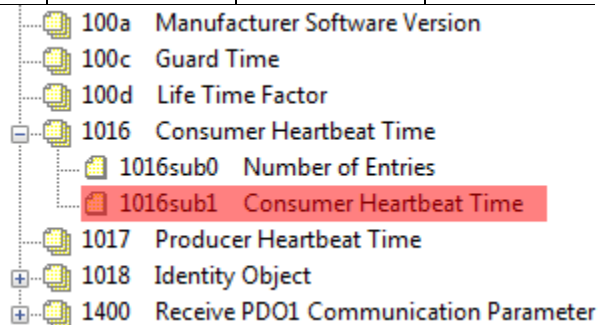 100a Manufacturer Software Version
100c Guard Time
100d Life Time Factor
1016 Consumer Heartbeat Time
1016sub0 Number of Entries
1016sub1 Consumer Heartbeat Time
1017 Producer Heartbeat Time
1018 Identity Object
1400 Receive PDO1 Communication Parameter